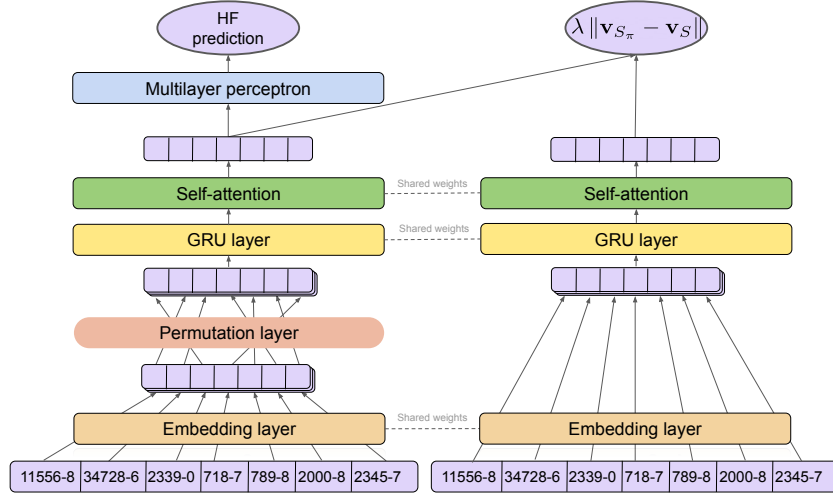 HF
prediction
λ ‖v_{S_π} − v_S‖
Multilayer perceptron
Self-attention
Shared weights
Self-attention
GRU layer
Shared weights
GRU layer
Permutation layer
Embedding layer
Shared weights
Embedding layer
11556-8 34728-6 2339-0 718-7 789-8 2000-8 2345-7
11556-8 34528-6 2339-0 718-7 789-8 2000-8 2345-7